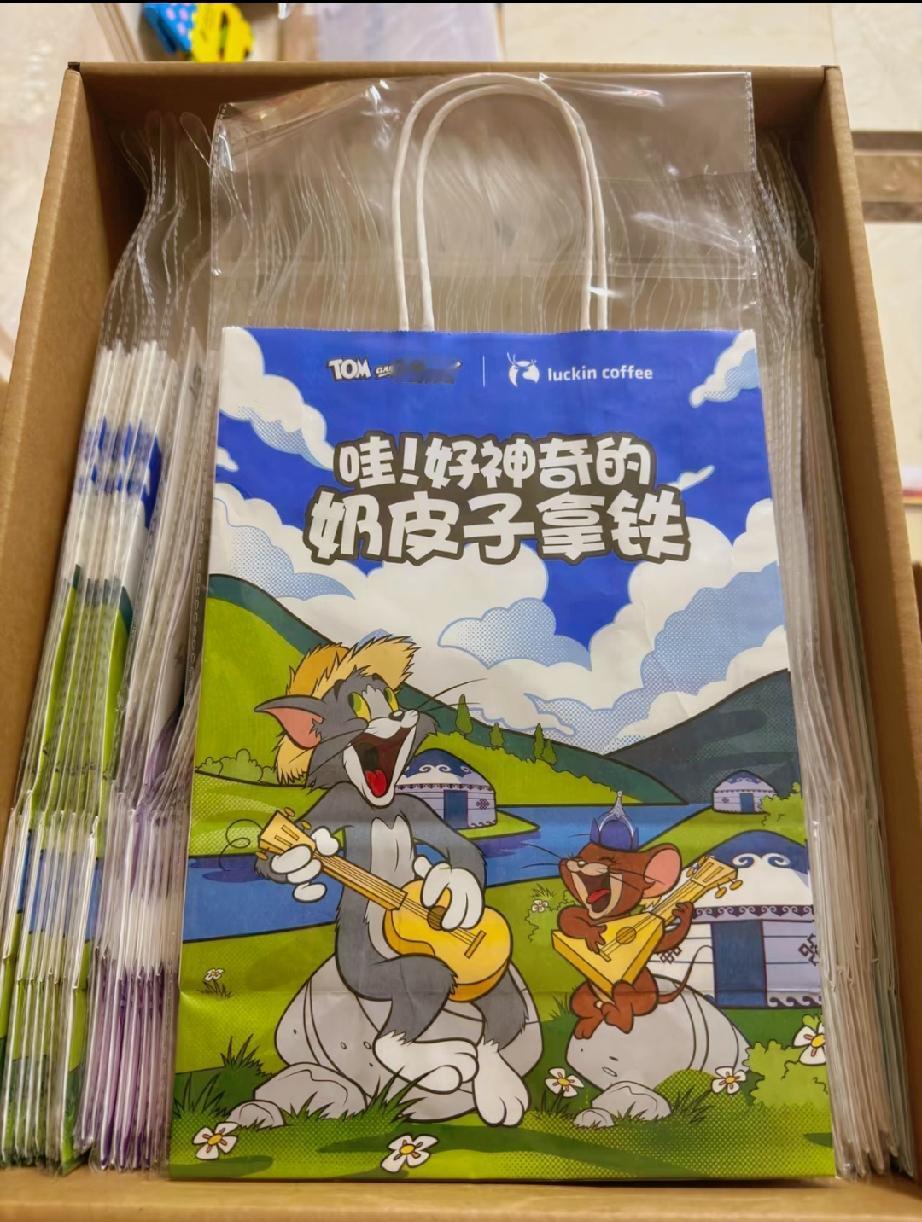 TOM
luckin coffee
哇!好神奇的
奶皮子拿铁